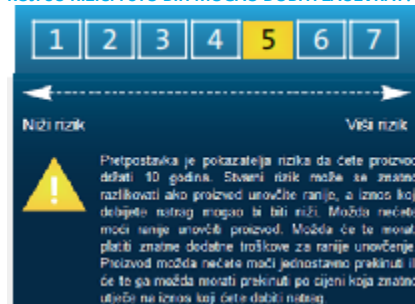 1 2 3 4 5 6 7
Niži rizik Viši rizik
Pretpostavka je pokazatelja rizika da ćete proizvod
držati 10 godina. Stvarni rizik može se znatno
razlikovati ako proizvod unovčite ranije, a iznos koji
dobijete natrag mogao bi biti niži. Možda nećete
moći ranije unovčiti proizvod. Možda će te morati
platiti znatne dodatne troškove za ranije unovčenje.
Proizvod možda nećete moći jednostavno prekinuti ili
će te ga možda morati prekinuti po cijeni koja znatno
utječe na iznos koji ćete dobiti natrag.